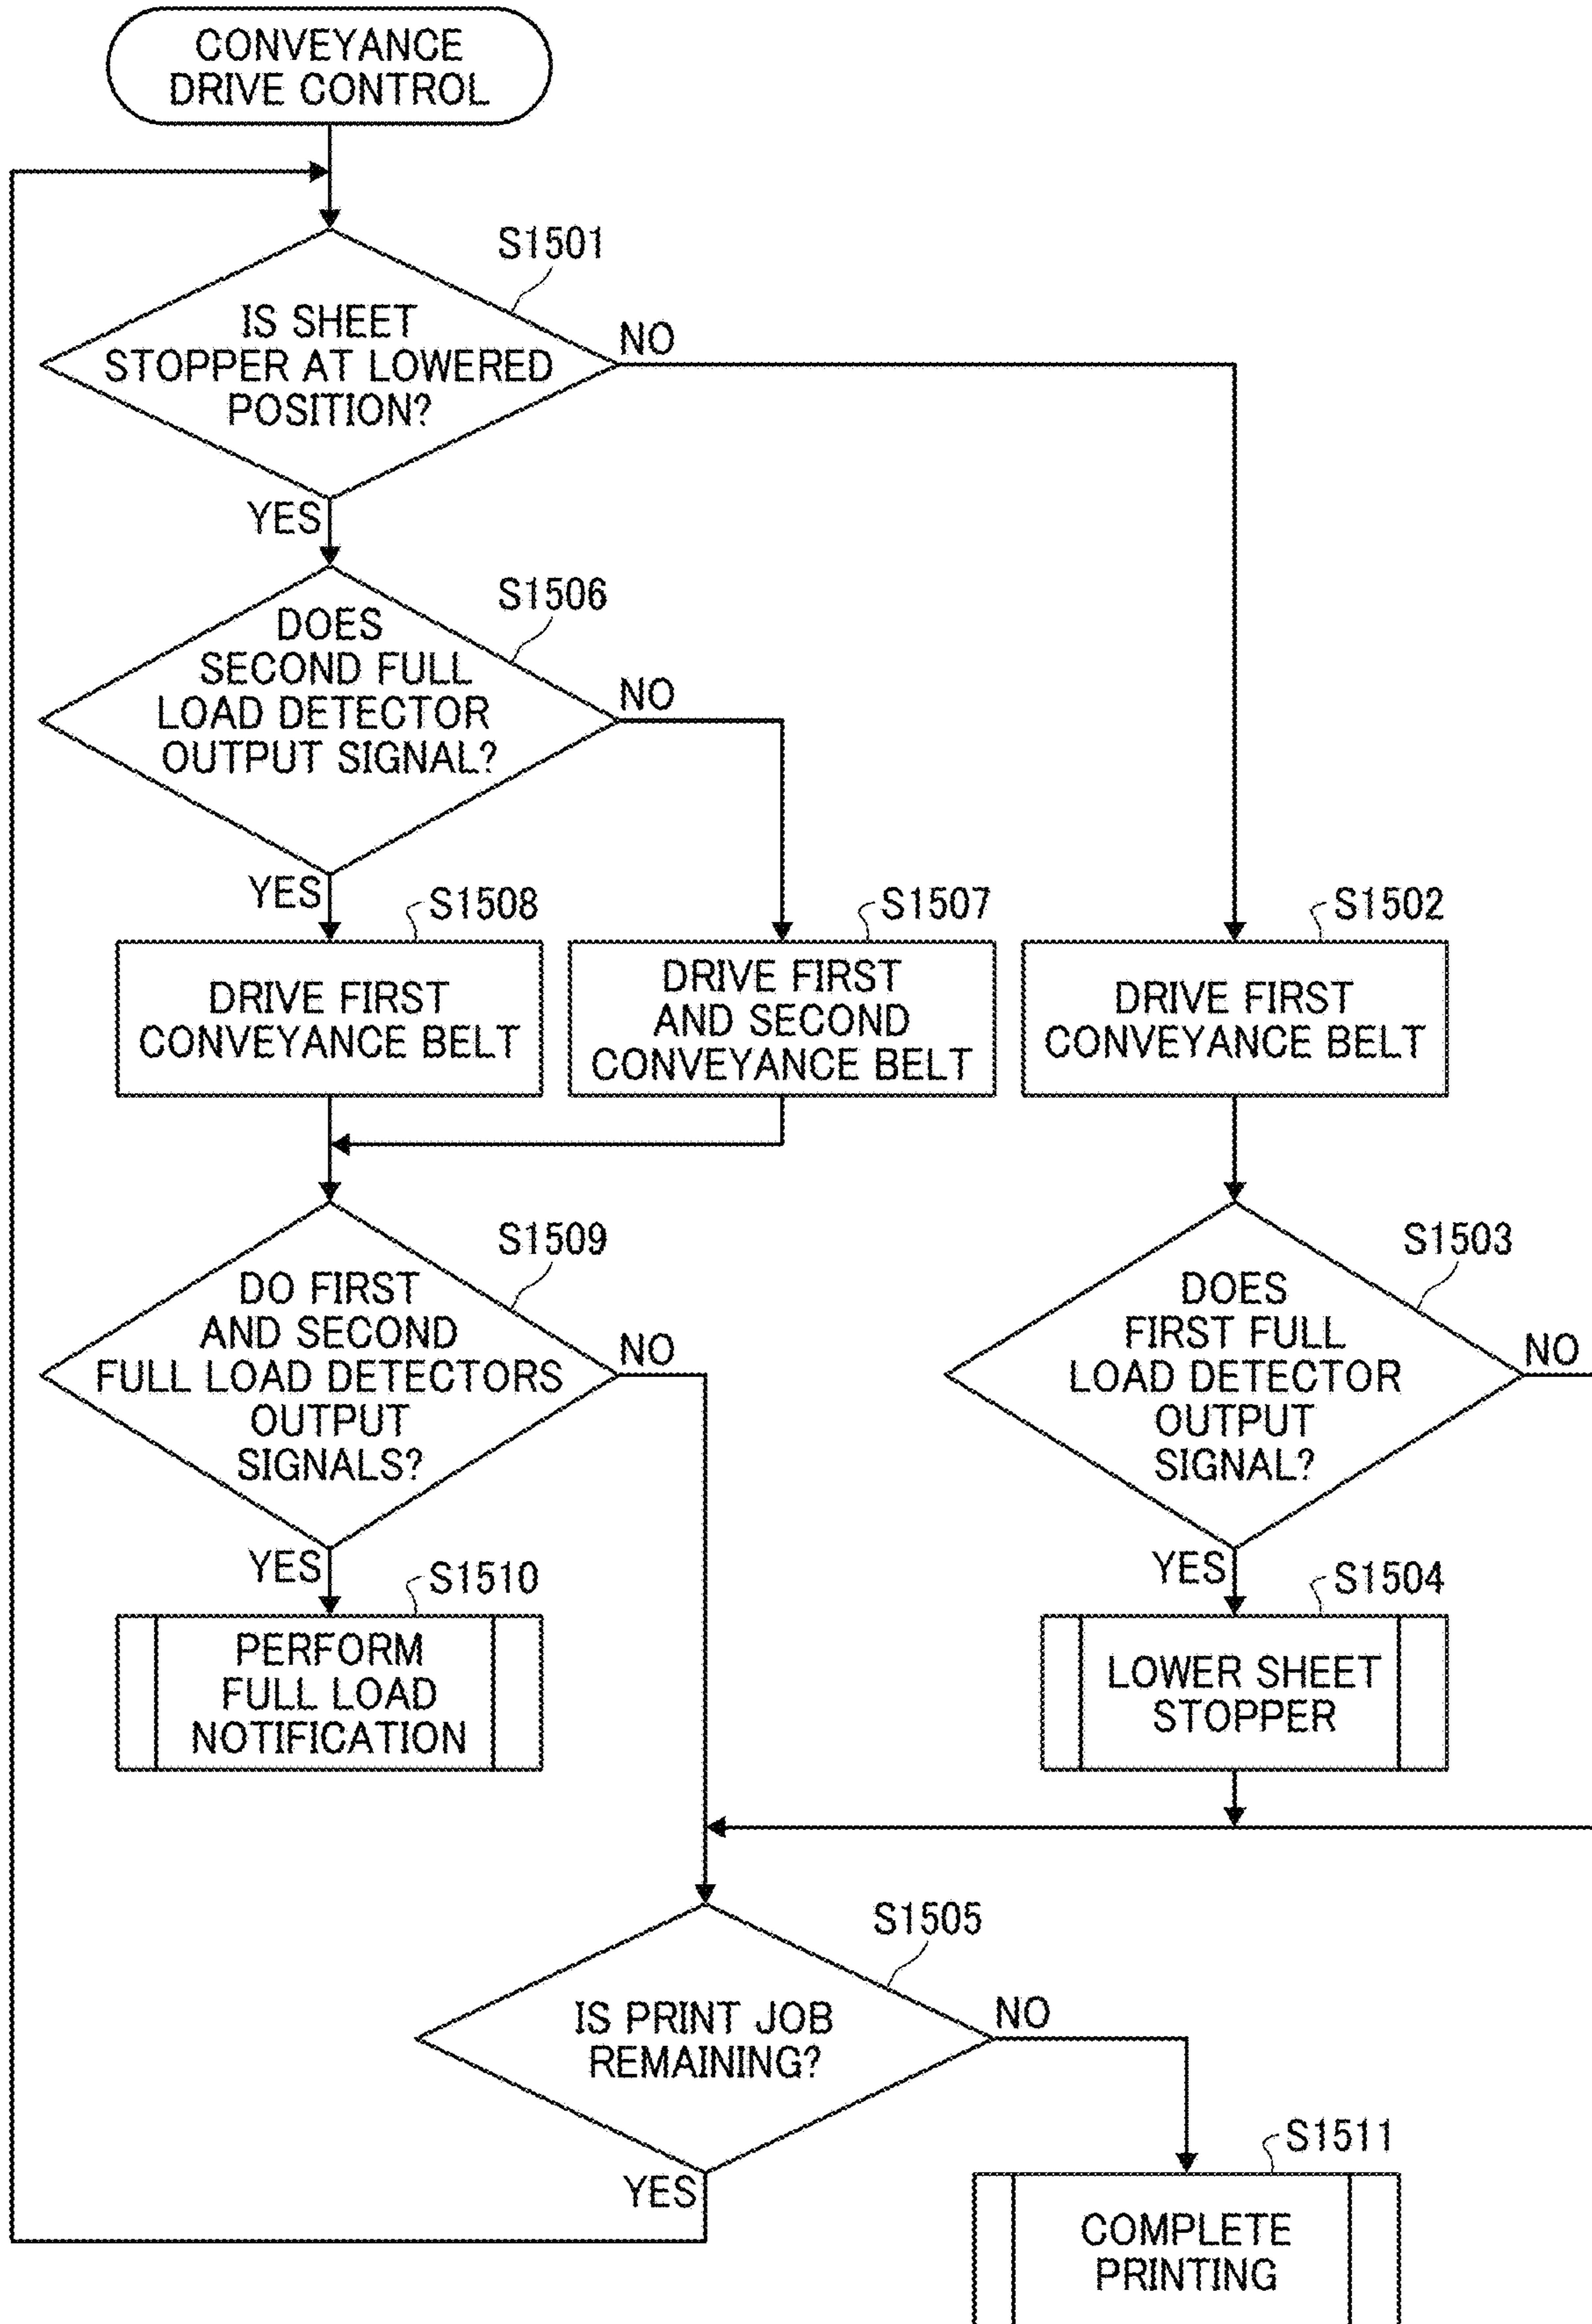 CONVEYANCE
DRIVE CONTROL
S1501
IS SHEET
STOPPER AT LOWERED
POSITION?
NO
YES
S1506
DOES
SECOND FULL
LOAD DETECTOR
OUTPUT SIGNAL?
NO
YES
S1508
DRIVE FIRST
CONVEYANCE BELT
S1507
DRIVE FIRST
AND SECOND
CONVEYANCE BELT
S1502
DRIVE FIRST
CONVEYANCE BELT
S1509
DO FIRST
AND SECOND
FULL LOAD DETECTORS
OUTPUT
SIGNALS?
NO
YES
S1503
DOES
FIRST FULL
LOAD DETECTOR
OUTPUT
SIGNAL?
NO
YES
S1510
PERFORM
FULL LOAD
NOTIFICATION
S1504
LOWER SHEET
STOPPER
S1505
IS PRINT JOB
REMAINING?
NO
YES
S1511
COMPLETE
PRINTING